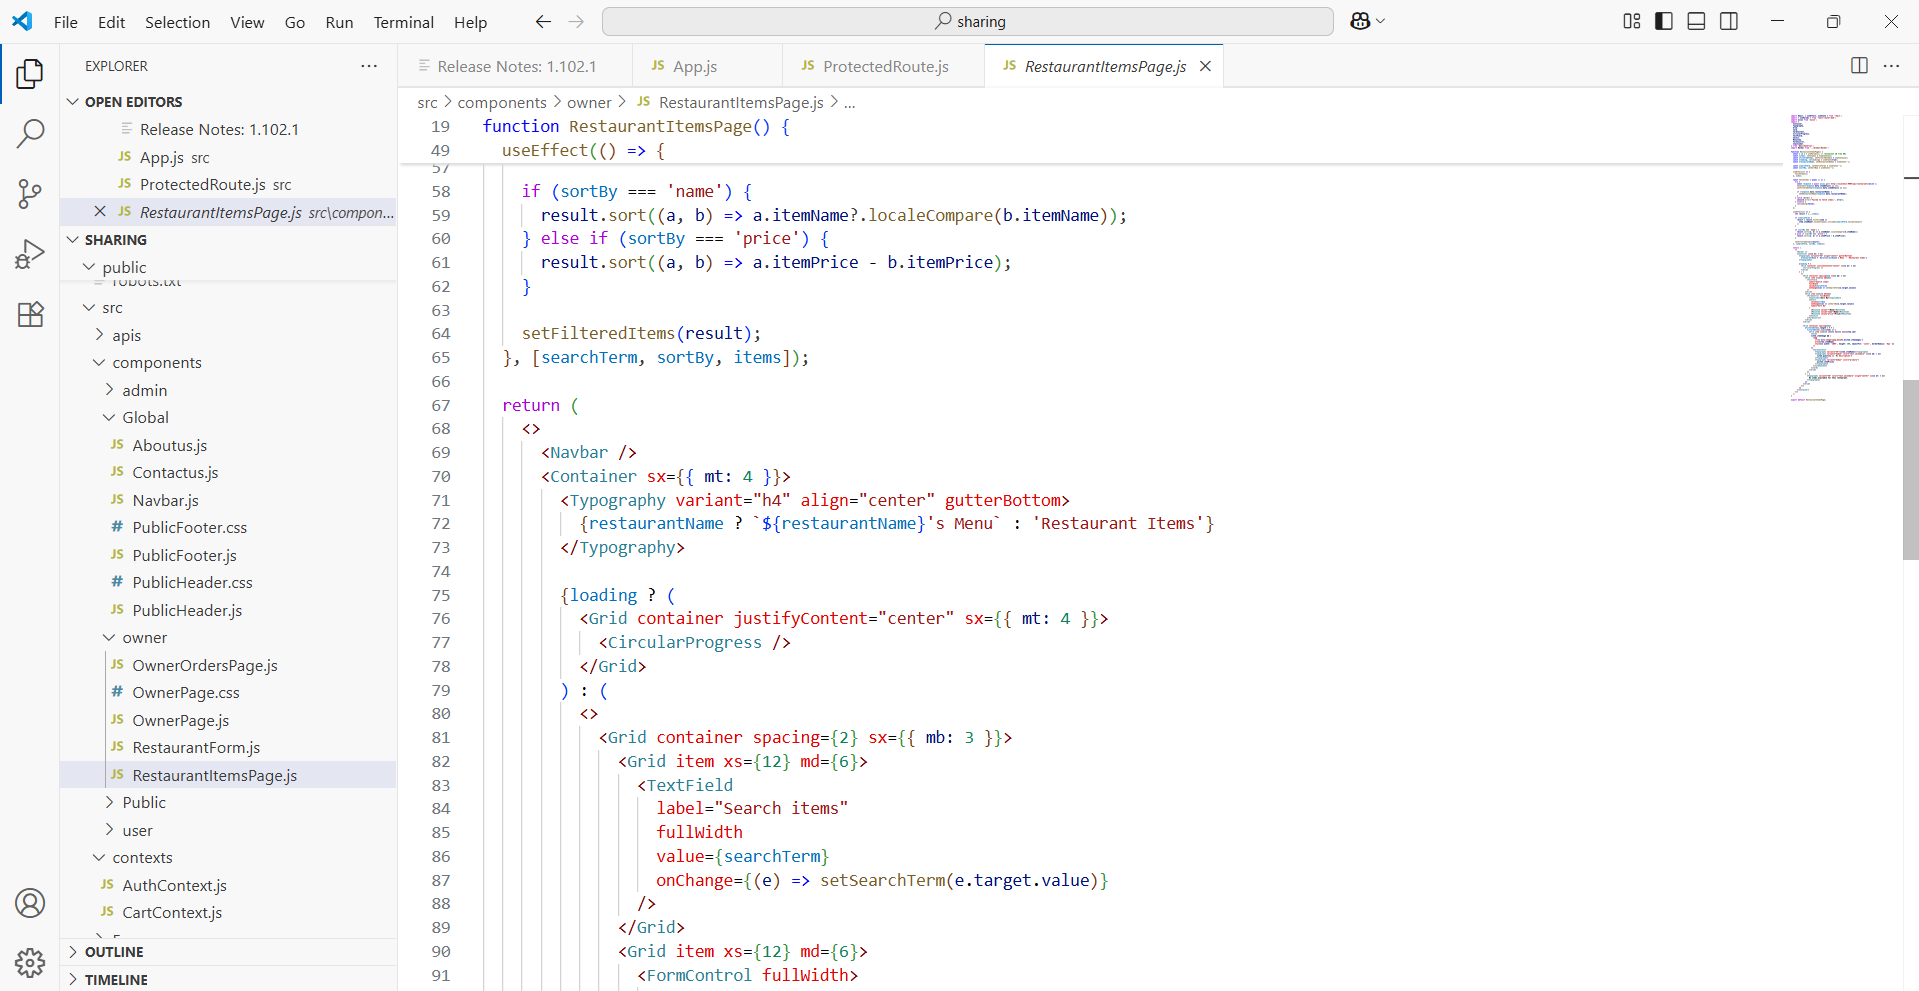 File Edit Selection View Go Run Terminal Help
sharing
EXPLORER
OPEN EDITORS
Release Notes: 1.102.1
JS App.js src
JS ProtectedRoute.js src
JS RestaurantItemsPage.js src\compon...
SHARING
public
robots.txt
src
apis
components
admin
Global
JS Aboutus.js
JS Contactus.js
JS Navbar.js
# PublicFooter.css
JS PublicFooter.js
# PublicHeader.css
JS PublicHeader.js
owner
JS OwnerOrdersPage.js
# OwnerPage.css
JS OwnerPage.js
JS RestaurantForm.js
JS RestaurantItemsPage.js
Public
user
contexts
JS AuthContext.js
JS CartContext.js
OUTLINE
TIMELINE
Release Notes: 1.102.1 JS App.js JS ProtectedRoute.js JS RestaurantItemsPage.js
src > components > owner > JS RestaurantItemsPage.js > ...
19 function RestaurantItemsPage() {
49 useEffect(() => {
57
58 if (sortBy === 'name') {
59 result.sort((a, b) => a.itemName?.localeCompare(b.itemName));
60 } else if (sortBy === 'price') {
61 result.sort((a, b) => a.itemPrice - b.itemPrice);
62 }
63
64 setFilteredItems(result);
65 }, [searchTerm, sortBy, items]);
66
67 return (
68 <>
69 <Navbar />
70 <Container sx={{ mt: 4 }}>
71 <Typography variant="h4" align="center" gutterBottom>
72 {restaurantName ? `${restaurantName}'s Menu` : 'Restaurant Items'}
73 </Typography>
74
75 {loading ? (
76 <Grid container justifyContent="center" sx={{ mt: 4 }}>
77 <CircularProgress />
78 </Grid>
79 ) : (
80 <>
81 <Grid container spacing={2} sx={{ mb: 3 }}>
82 <Grid item xs={12} md={6}>
83 <TextField
84 label="Search items"
85 fullWidth
86 value={searchTerm}
87 onChange={(e) => setSearchTerm(e.target.value)}
88 />
89 </Grid>
90 <Grid item xs={12} md={6}>
91 <FormControl fullWidth>